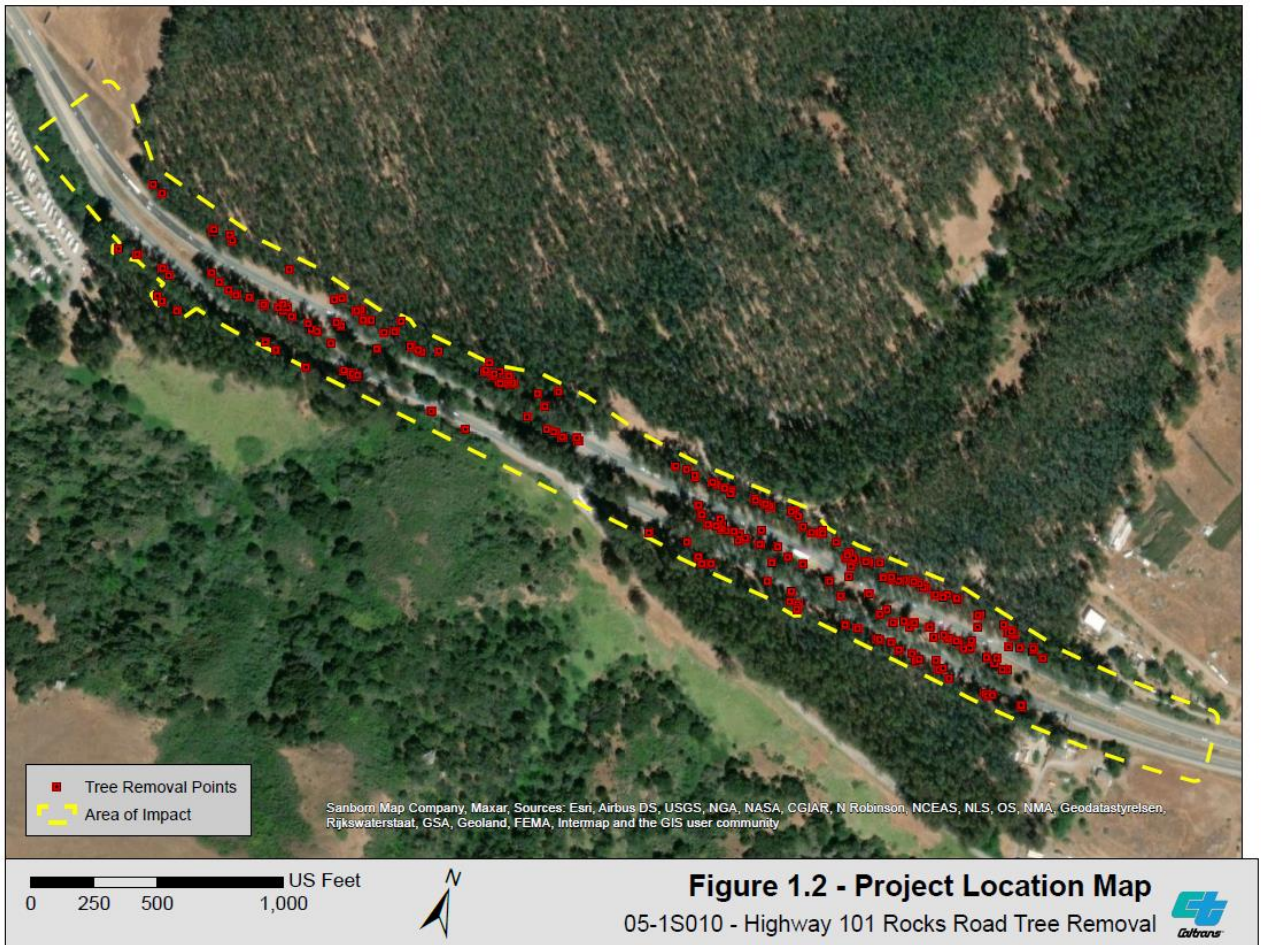 Tree Removal Points
Area of Impact
Sanborn Map Company, Maxar, Sources: Esri, Airbus DS, USGS, NGA, NASA, CGIAR, N Robinson, NCEAS, NLS, OS, NMA, Geodatastyrelsen,
Rijkswaterstaat, GSA, Geoland, FEMA, Intermap and the GIS user community
US Feet
0 250 500 1,000
N
Figure 1.2 - Project Location Map
05-1S010 - Highway 101 Rocks Road Tree Removal
Caltrans